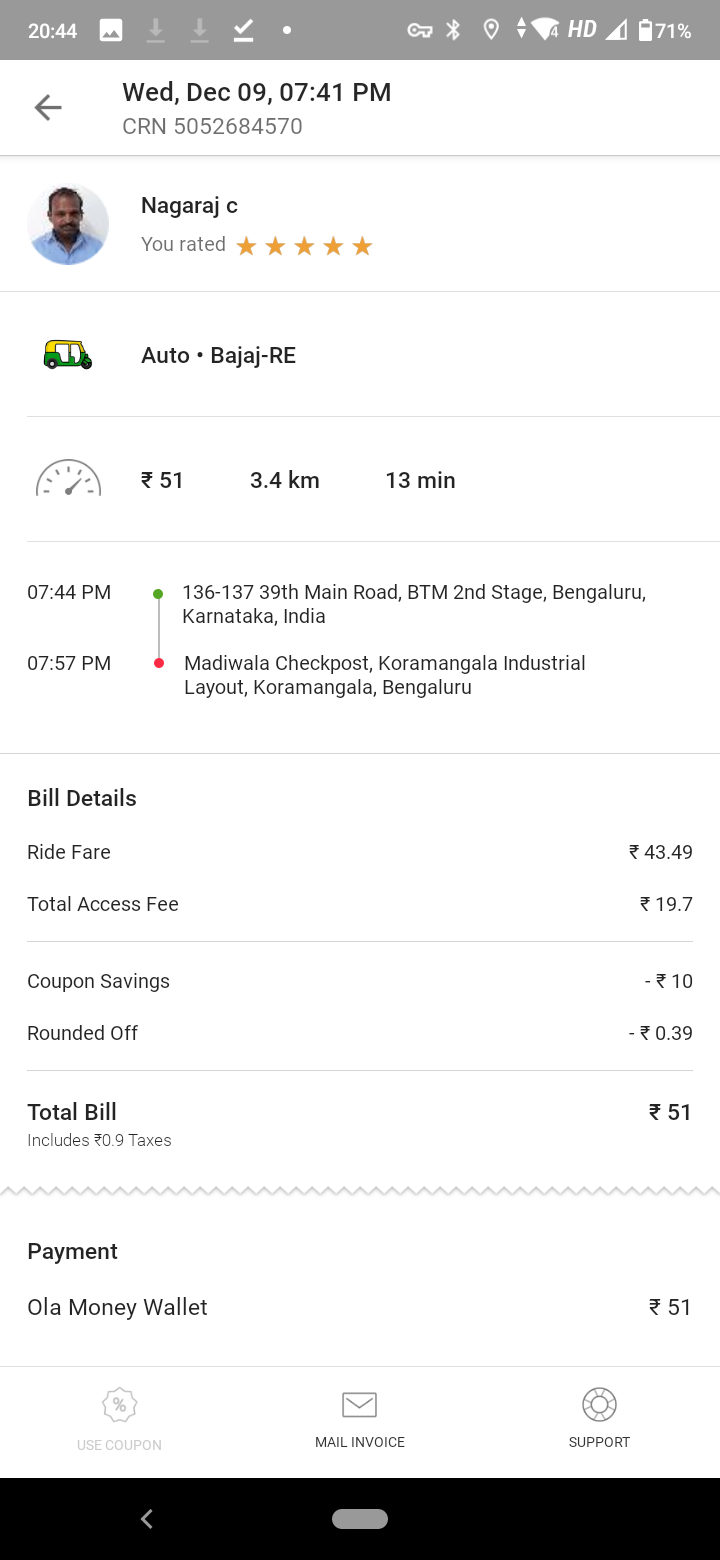 20:44
4 HD 71%
Wed, Dec 09, 07:41 PM
CRN 5052684570
Nagaraj c
You rated
Auto • Bajaj-RE
₹ 51 3.4 km 13 min
07:44 PM 136-137 39th Main Road, BTM 2nd Stage, Bengaluru,
Karnataka, India
07:57 PM Madiwala Checkpost, Koramangala Industrial
Layout, Koramangala, Bengaluru
Bill Details
Ride Fare ₹ 43.49
Total Access Fee ₹ 19.7
Coupon Savings - ₹ 10
Rounded Off - ₹ 0.39
Total Bill ₹ 51
Includes ₹0.9 Taxes
Payment
Ola Money Wallet ₹ 51
%
USE COUPON MAIL INVOICE SUPPORT